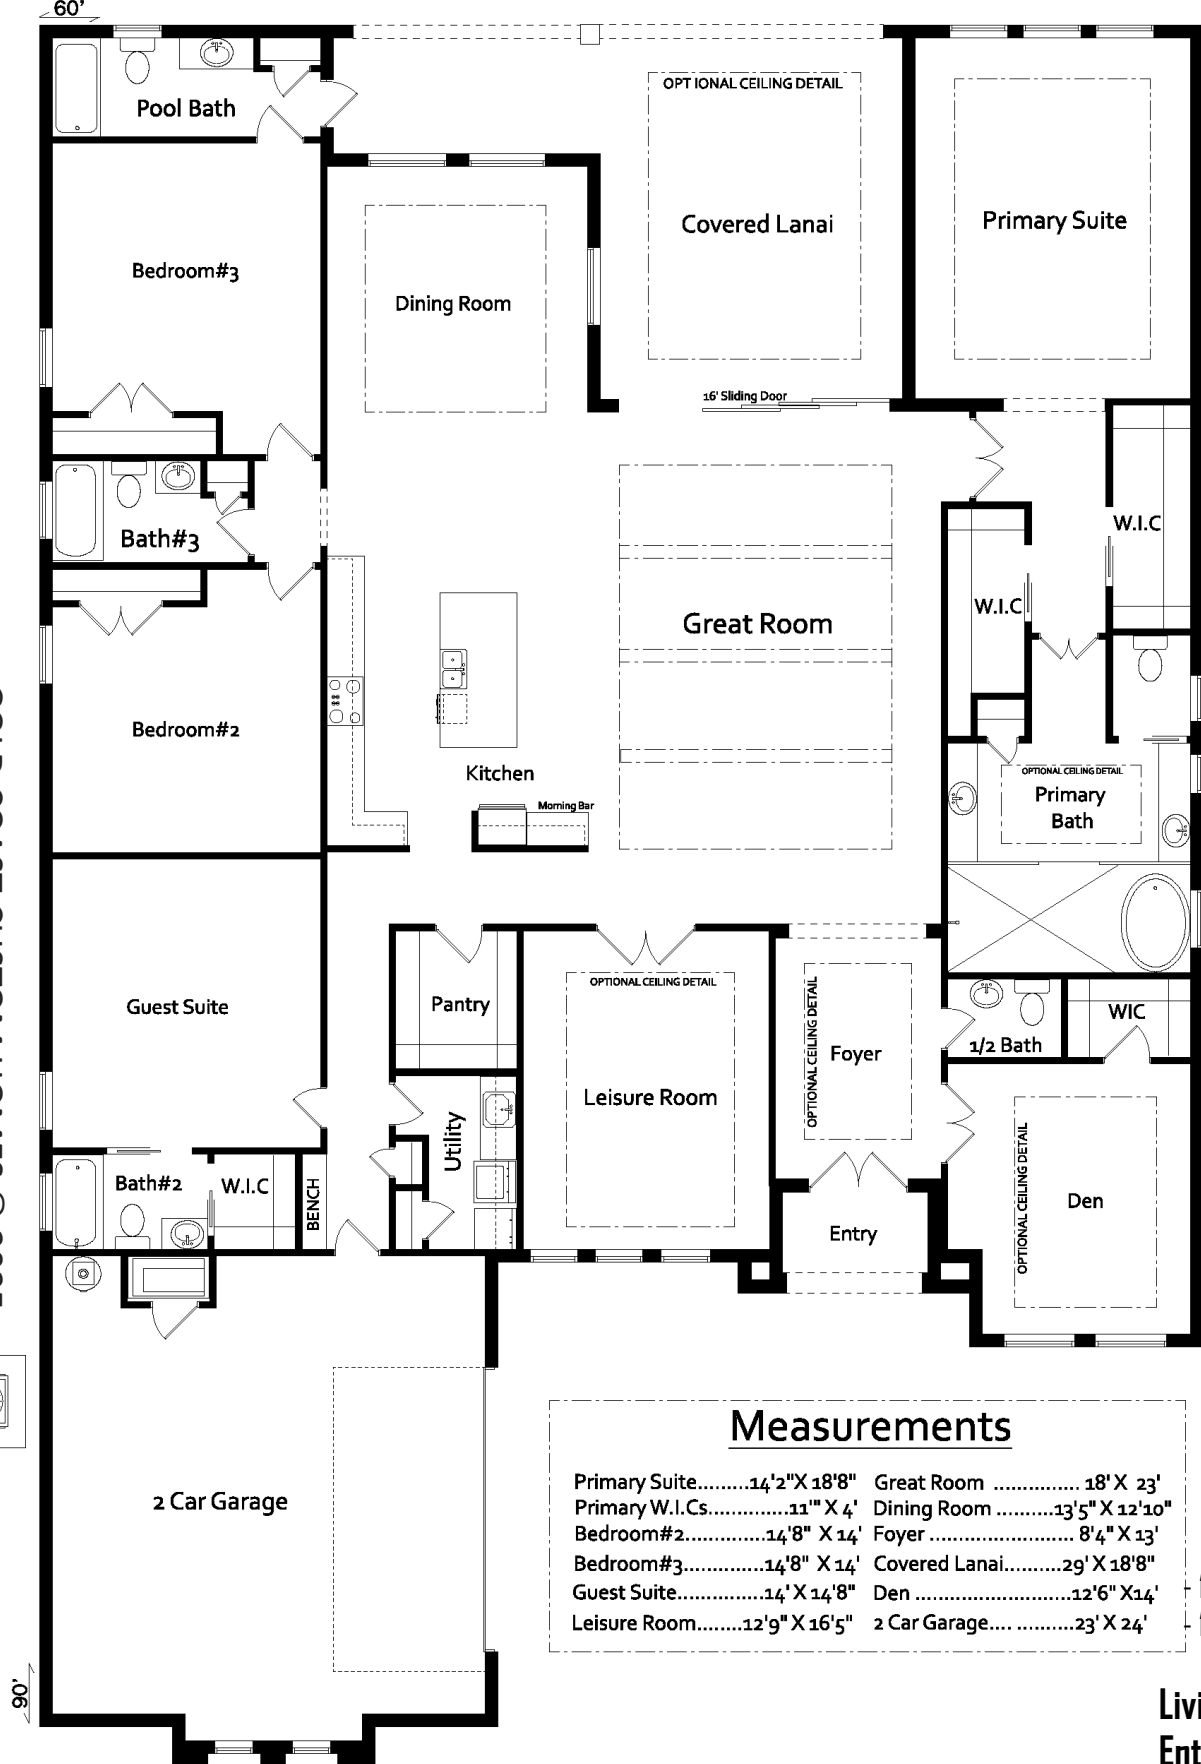 60'
OPTIONAL CEILING DETAIL
Pool Bath
Covered Lanai
Primary Suite
Bedroom#3
Dining Room
16' Sliding Door
W.I.C
Bath#3
W.I.C
Great Room
Bedroom#2
Kitchen
Morning Bar
OPTIONAL CEILING DETAIL
Primary
Bath
Guest Suite
Pantry
OPTIONAL CEILING DETAIL
Leisure Room
OPTIONAL CEILING DETAIL
Foyer
1/2 Bath
WIC
Utility
Bath#2
W.I.C
BENCH
Entry
OPTIONAL CEILING DETAIL
Den
2 Car Garage
Measurements
Primary Suite.........14'2"X 18'8" Great Room ............... 18' X 23'
Primary W.I.Cs..............11'" X 4' Dining Room ..........13'5" X 12'10"
Bedroom#2..............14'8" X 14' Foyer ......................... 8'4" X 13'
Bedroom#3..............14'8" X 14' Covered Lanai..........29' X 18'8"
Guest Suite...............14' X 14'8" Den ...........................12'6" X14'
Leisure Room........12'9" X 16'5" 2 Car Garage.... ..........23' X 24'
90'
Livi
Ent